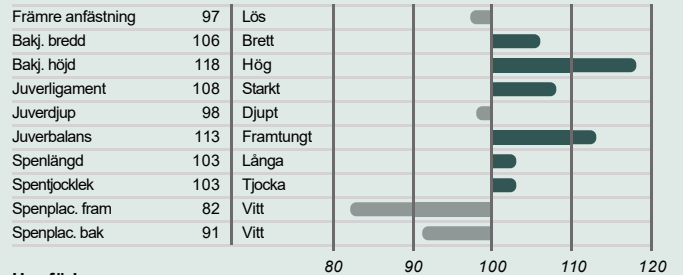 Främre anfästning 97 Lös
Bakj. bredd 106 Brett
Bakj. höjd 118 Hög
Juverligament 108 Starkt
Juverdjup 98 Djupt
Juverbalans 113 Framtungt
Spenlängd 103 Långa
Spentjocklek 103 Tjocka
Spenplac. fram 82 Vitt
Spenplac. bak 91 Vitt
80 90 100 110 120